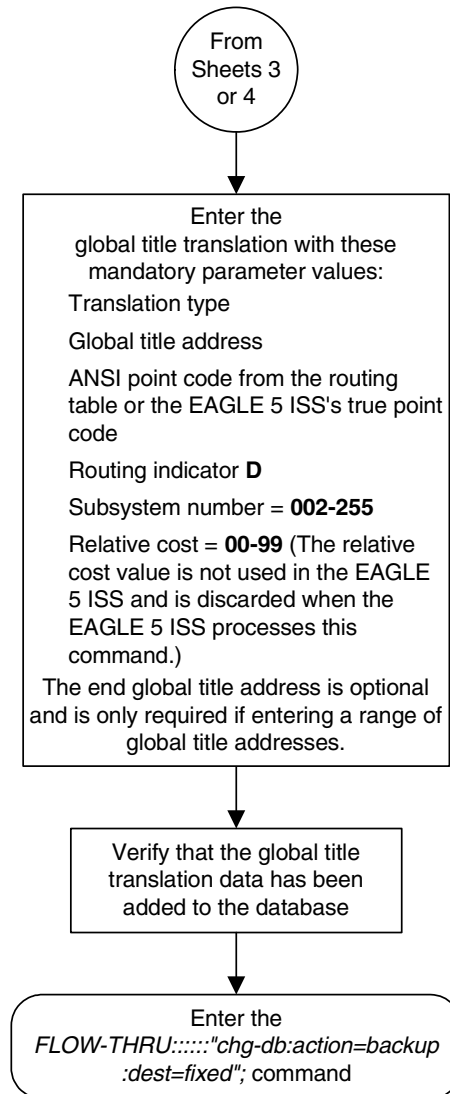 From
Sheets 3
or 4
Enter the
global title translation with these
mandatory parameter values:
Translation type
Global title address
ANSI point code from the routing
table or the EAGLE 5 ISS's true point
code
Routing indicator D
Subsystem number = 002-255
Relative cost = 00-99 (The relative
cost value is not used in the EAGLE
5 ISS and is discarded when the
EAGLE 5 ISS processes this
command.)
The end global title address is optional
and is only required if entering a range of
global title addresses.
Verify that the global title
translation data has been
added to the database
Enter the
FLOW-THRU::::::"chg-db:action=backup
:dest=fixed"; command